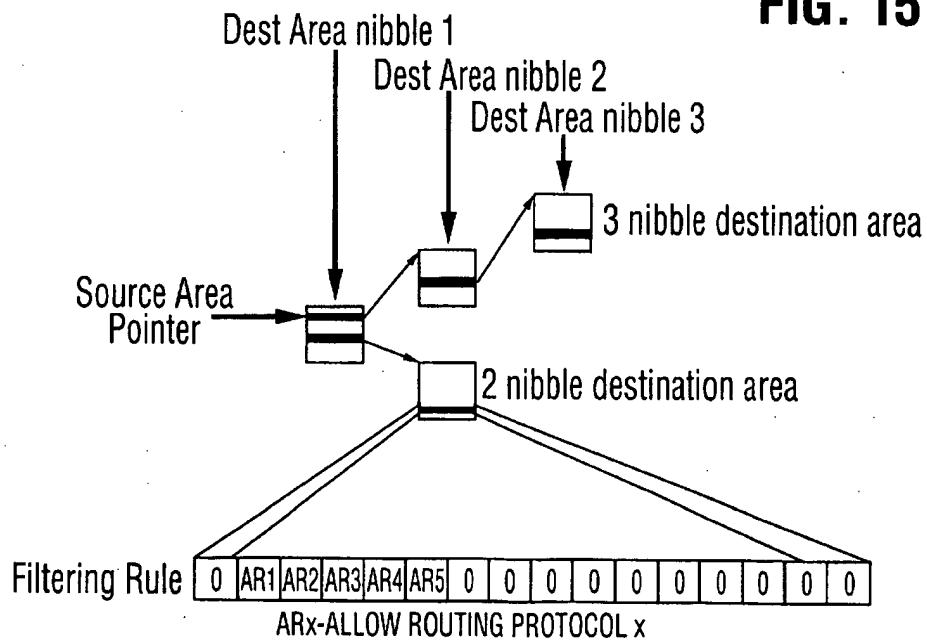 FIG. 15
Dest Area nibble 1
Dest Area nibble 2
Dest Area nibble 3
3 nibble destination area
Source Area
Pointer
2 nibble destination area
Filtering Rule 0 AR1 AR2 AR3 AR4 AR5 0 0 0 0 0 0 0 0 0 0
ARx-ALLOW ROUTING PROTOCOL x